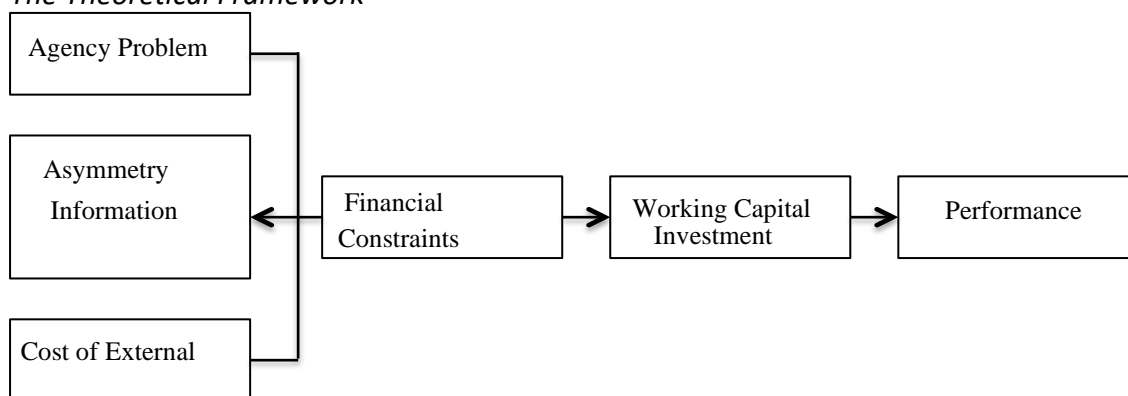 The Theoretical Framework
Agency Problem
Asymmetry
Information
Financial
Constraints
Working Capital
Investment
Performance
Cost of External